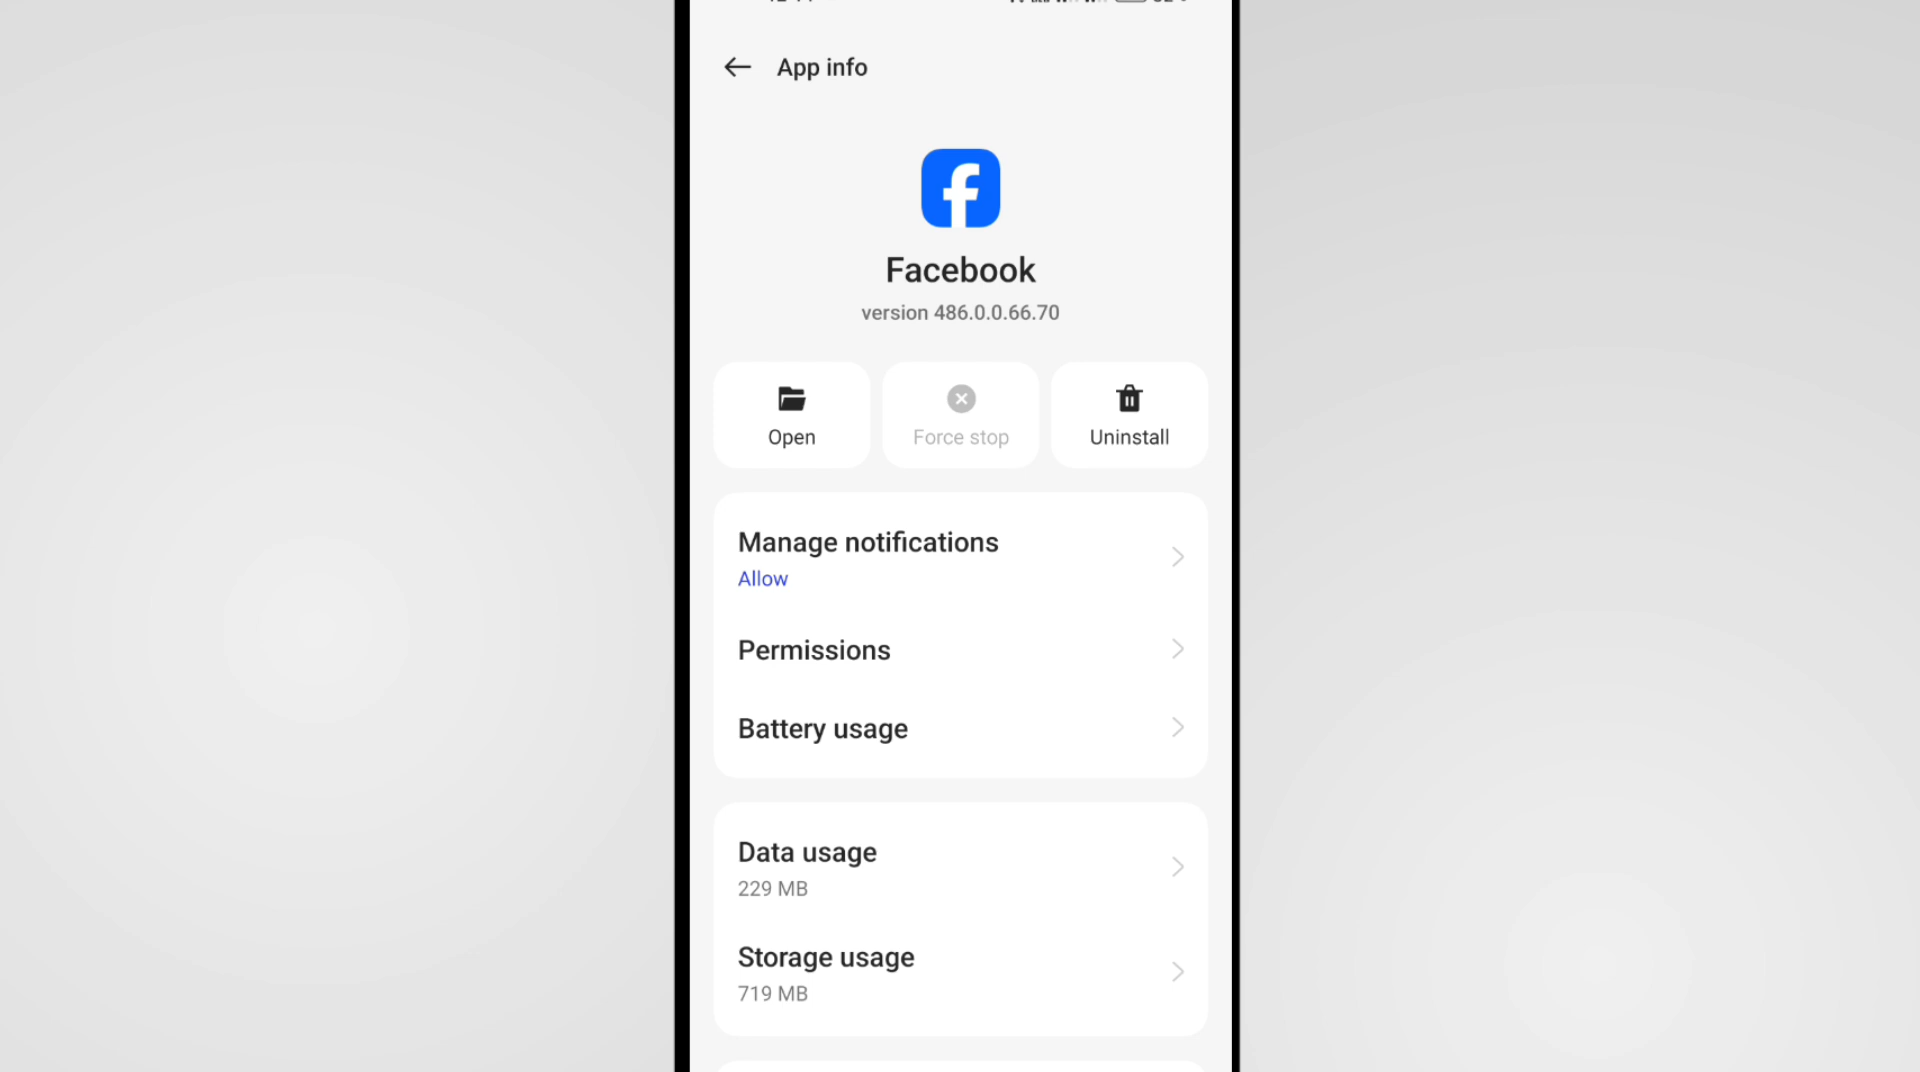 App info
Facebook
version 486.0.0.66.70
Open
Force stop
Uninstall
Manage notifications
Allow
Permissions
Battery usage
Data usage
229 MB
Storage usage
719 MB